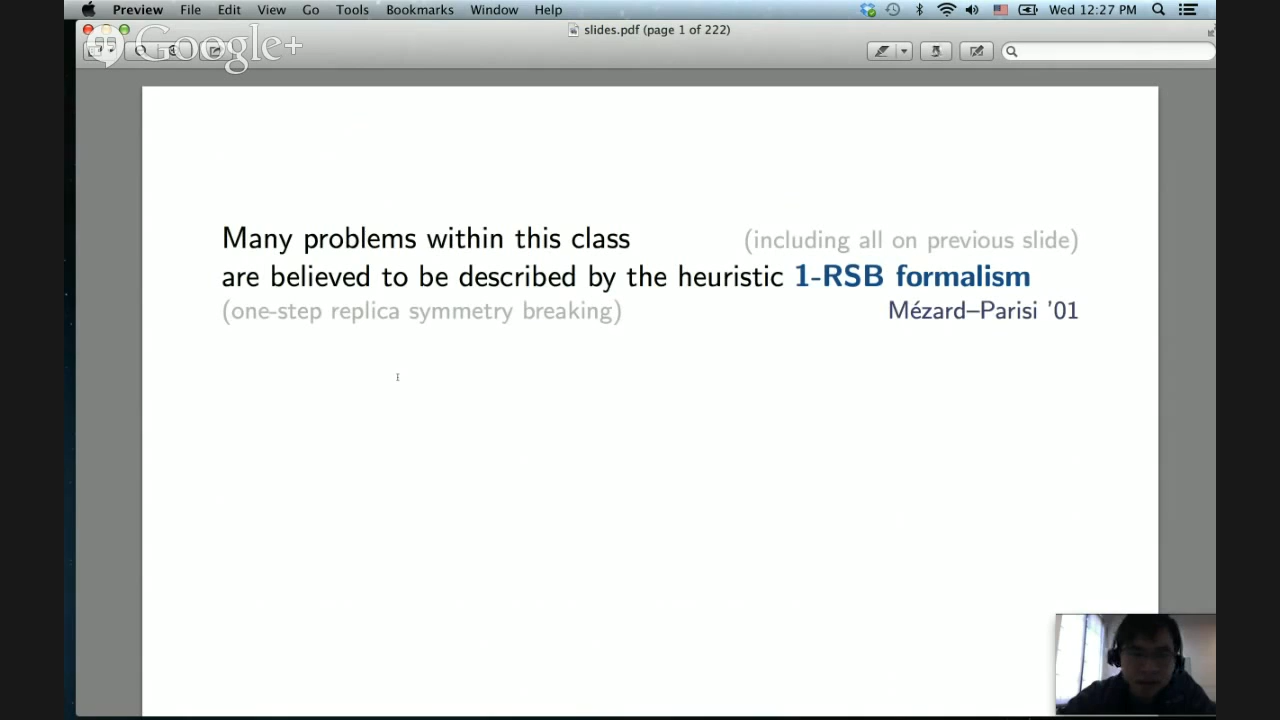 Preview File Edit View Go Tools Bookmarks Window Help Wed 12:27 PM
slides.pdf (page 1 of 222)
Google+
Many problems within this class (including all on previous slide)
are believed to be described by the heuristic 1-RSB formalism
(one-step replica symmetry breaking) Mézard–Parisi '01